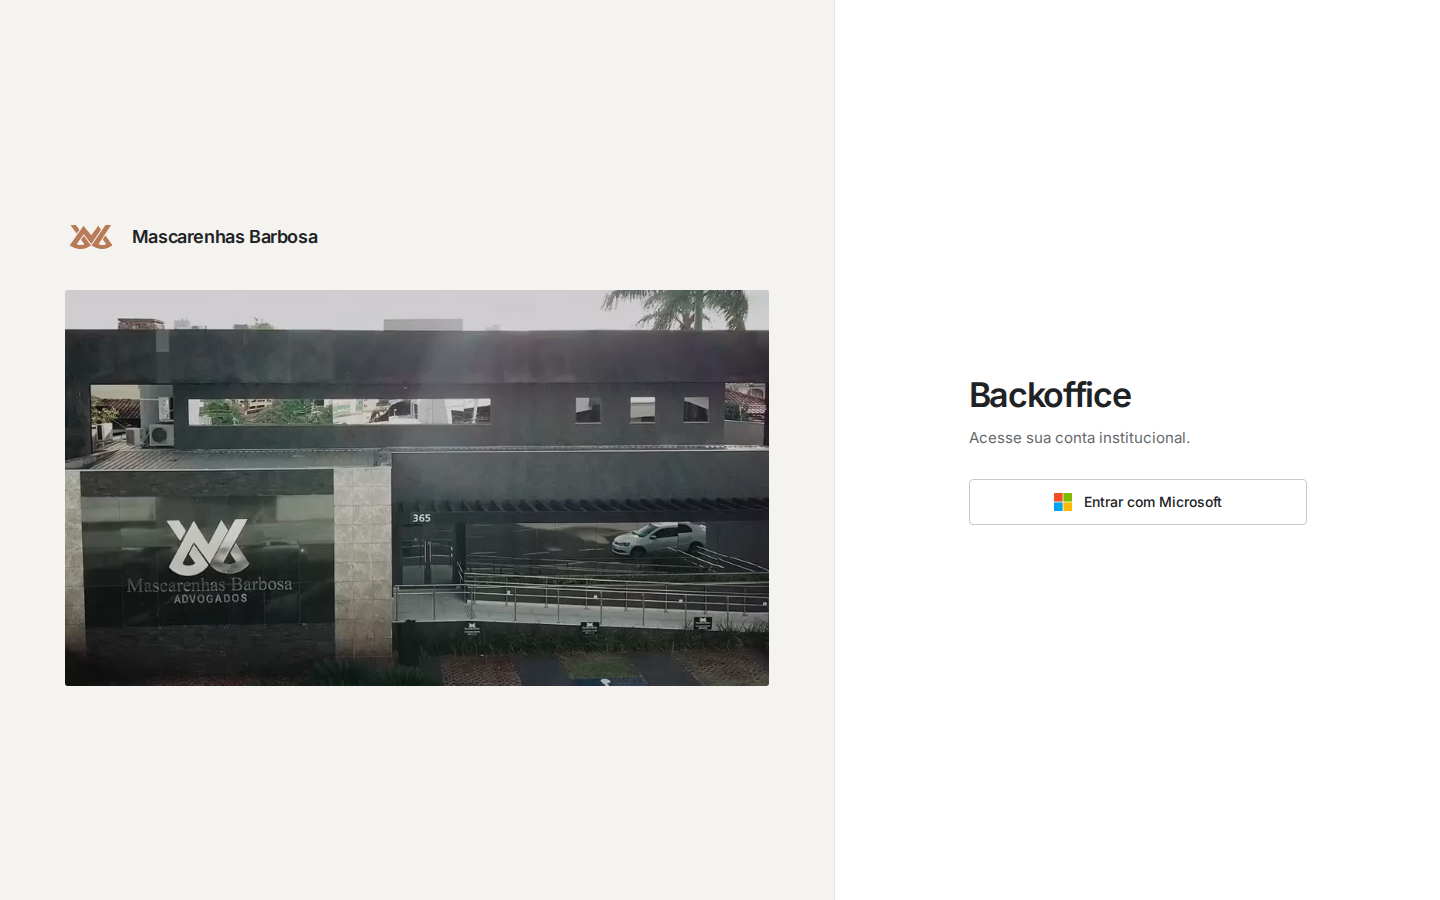 Mascarenhas Barbosa
365
Mascarenhas Barbosa
ADVOGADOS
Backoffice
Acesse sua conta institucional.
Entrar com Microsoft